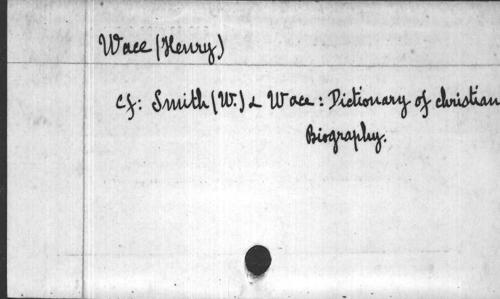 Wace (Henry)
Cf: Smith (W.) & Wace: Dictionary of christian
Biography.